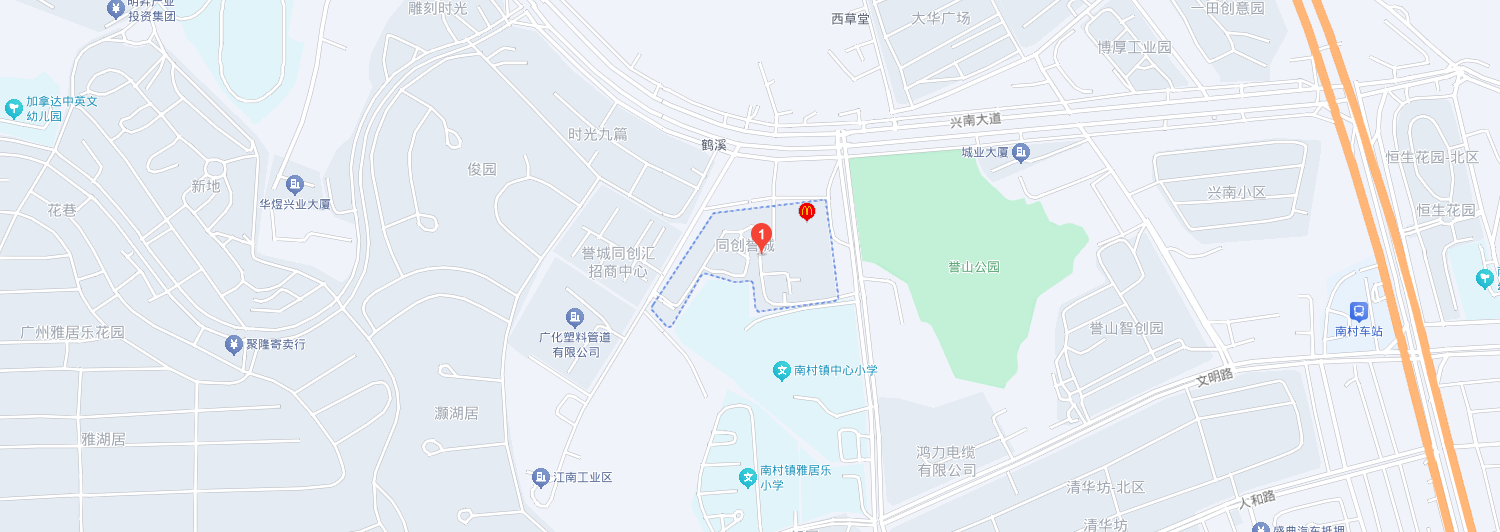 明昇产业
投资集团
雕刻时光
西草堂
大华广场
一田创意园
博厚工业园
加拿达中英文
幼儿园
兴南大道
时光九篇
鹤溪
城业大厦
恒生花园-北区
俊园
新地
华煜兴业大厦
花巷
兴南小区
恒生花园
同创誉城
1
誉城同创汇
招商中心
誉山公园
广州雅居乐花园
聚隆寄卖行
广化塑料管道
有限公司
誉山智创园
南村车站
南村镇中心小学
文明路
灏湖居
雅湖居
江南工业区
南村镇雅居乐
小学
鸿力电缆
有限公司
清华坊-北区
人和路
清华坊